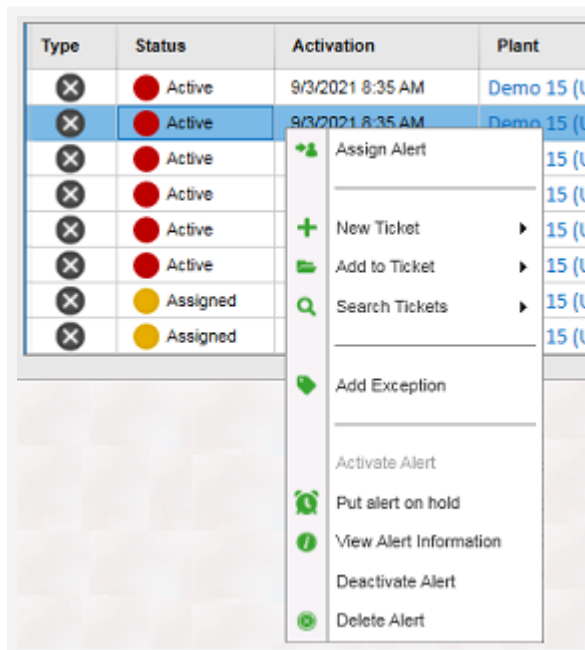 Type Status Activation Plant
Active 9/3/2021 8:35 AM Demo 15 (U
Active 9/3/2021 8:35 AM Demo 15 (U
Active 15 (U
Active 15 (U
Active 15 (U
Active 15 (U
Assigned 15 (U
Assigned 15 (U
Assign Alert
New Ticket
Add to Ticket
Search Tickets
Add Exception
Activate Alert
Put alert on hold
View Alert Information
Deactivate Alert
Delete Alert